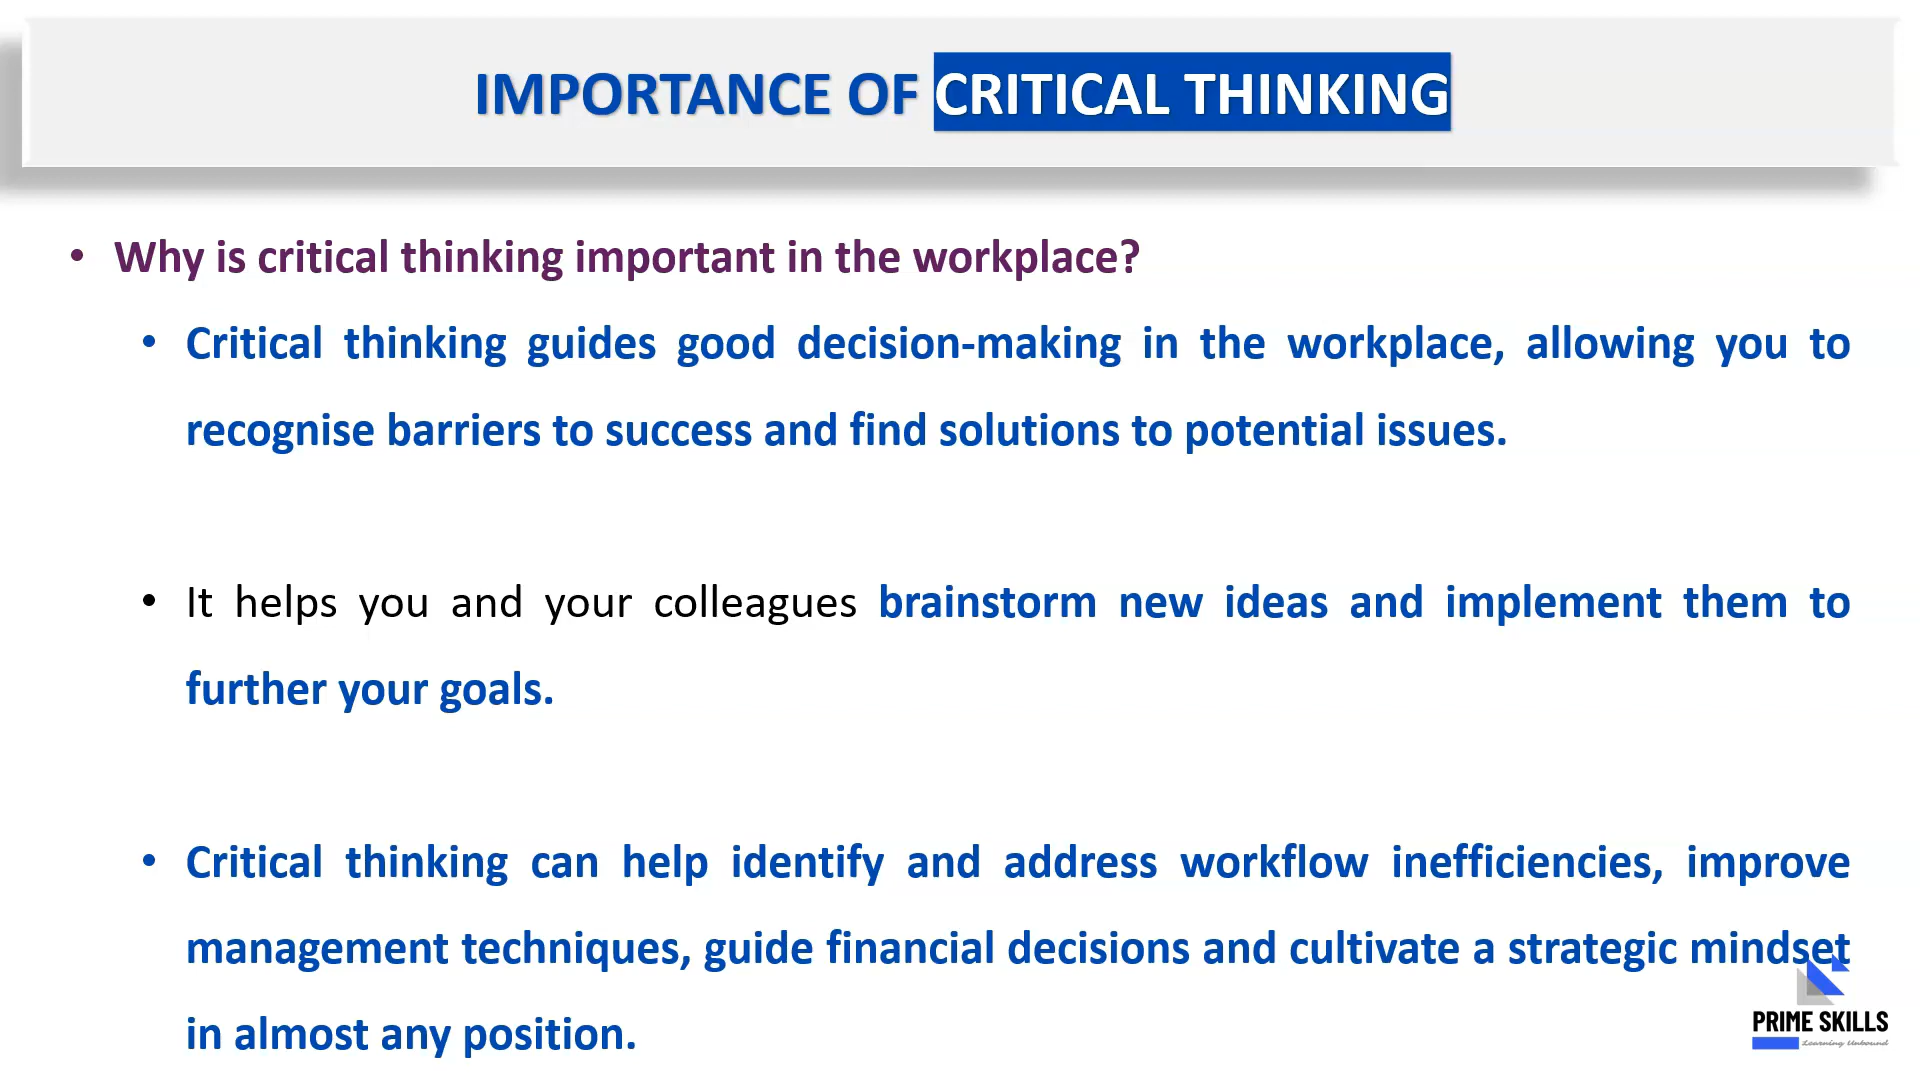 IMPORTANCE OF CRITICAL THINKING
• Why is critical thinking important in the workplace?
• Critical thinking guides good decision-making in the workplace, allowing you to
recognise barriers to success and find solutions to potential issues.
• It helps you and your colleagues brainstorm new ideas and implement them to
further your goals.
• Critical thinking can help identify and address workflow inefficiencies, improve
management techniques, guide financial decisions and cultivate a strategic mindset
in almost any position.
PRIME SKILLS
Learning Unbound